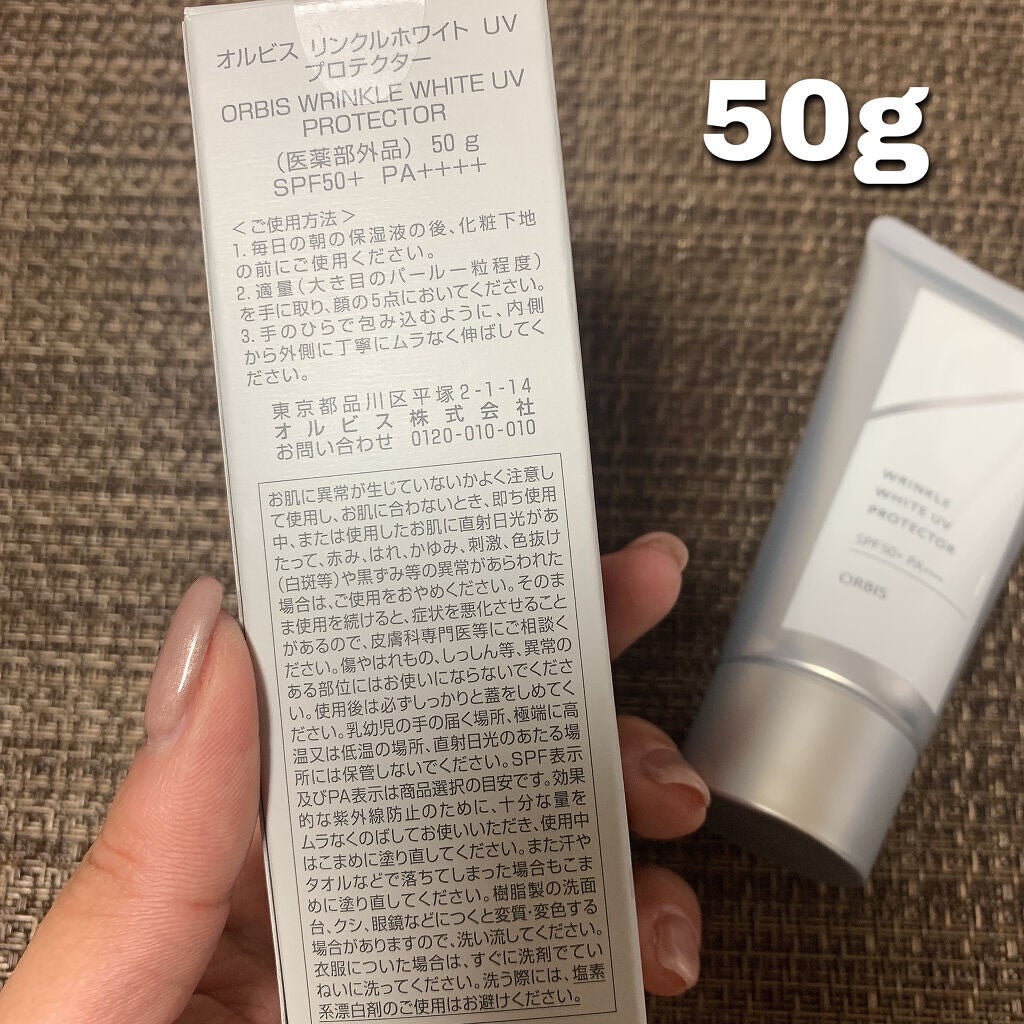 オルビス リンクルホワイト UV
プロテクター
ORBIS WRINKLE WHITE UV
PROTECTOR
(医薬部外品) 50 g
SPF50+ PA++++
<ご使用方法>
1. 毎日の朝の保湿液の後、化粧下地
の前にご使用ください。
2. 適量(大き目のパール一粒程度)
を手に取り、顔の5点においてください。
3. 手のひらで包み込むように、内側
から外側に丁寧にムラなく伸ばしてく
ださい。
東京都品川区平塚2-1-14
オルビス株式会社
お問い合わせ 0120-010-010
お肌に異常が生じていないかよく注意し
て使用し、お肌に合わないとき、即ち使用
中、または使用したお肌に直射日光があ
たって、赤み、はれ、かゆみ、刺激、色抜け
(白斑等)や黒ずみ等の異常があらわれた
場合は、ご使用をおやめください。そのま
ま使用を続けると、症状を悪化させること
があるので、皮膚科専門医等にご相談く
ださい。傷やはれもの、しっしん等、異常の
ある部位にはお使いにならないでくださ
い。使用後は必ずしっかりと蓋をしめてく
ださい。乳幼児の手の届く場所、極端に高
温又は低温の場所、直射日光のあたる場
所には保管しないでください。SPF表示
及びPA表示は商品選択の目安です。効果
的な紫外線防止のために、十分な量を
ムラなくのばしてお使いいただき、使用中
はこまめに塗り直してください。また汗や
タオルなどで落ちてしまった場合もこま
めに塗り直してください。樹脂製の洗面
台、クシ、眼鏡などにつくと変質・変色する
場合がありますので、洗い流してください。
衣服についた場合は、すぐに洗剤でてい
ねいに洗ってください。洗う際には、塩素
系漂白剤のご使用はお避けください。
50g
WRINKLE
WHITE UV
PROTECTOR
SPF50+ PA++++
ORBIS